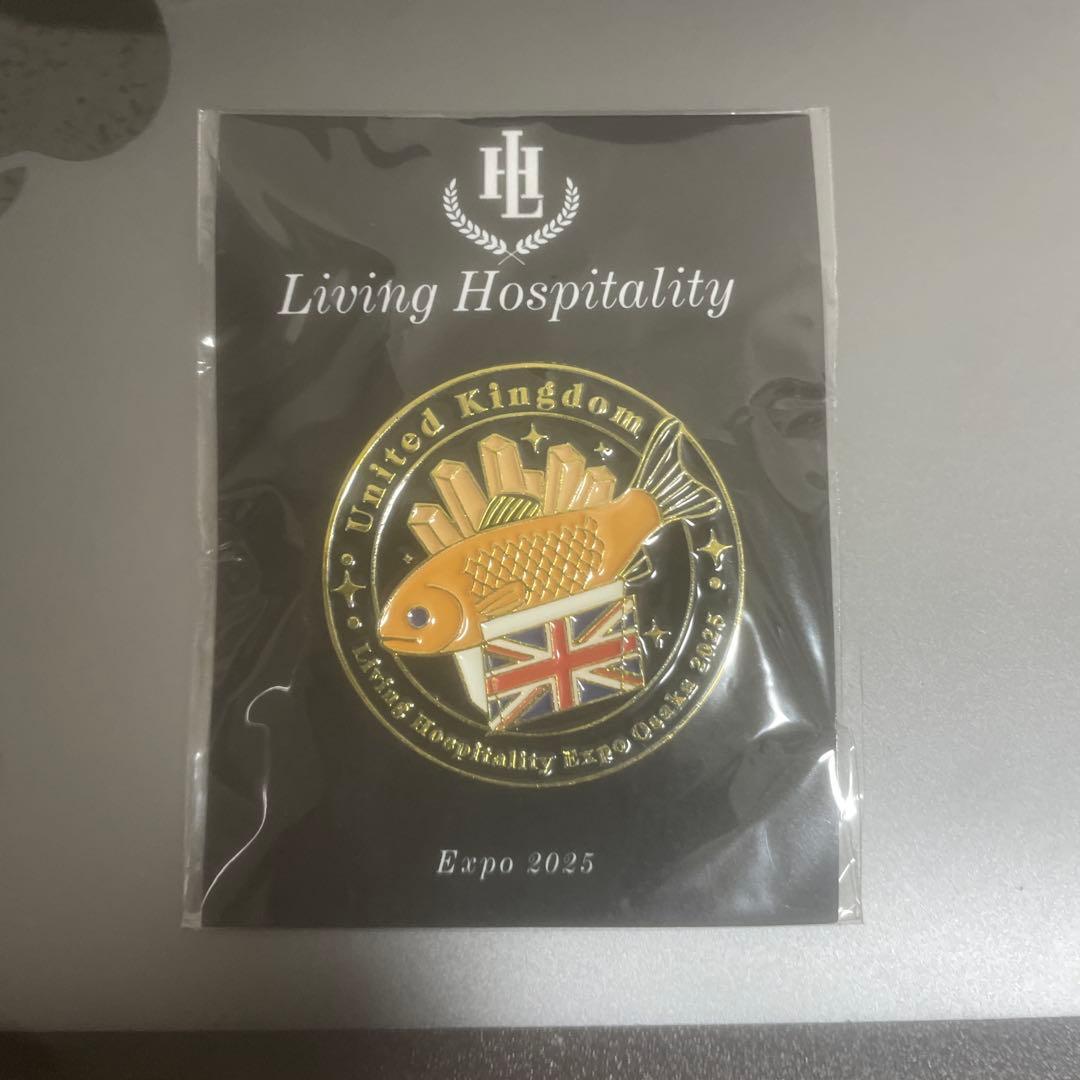 HL
Living Hospitality
United Kingdom
Living Hospitality Expo Osaka 2025
Expo 2025